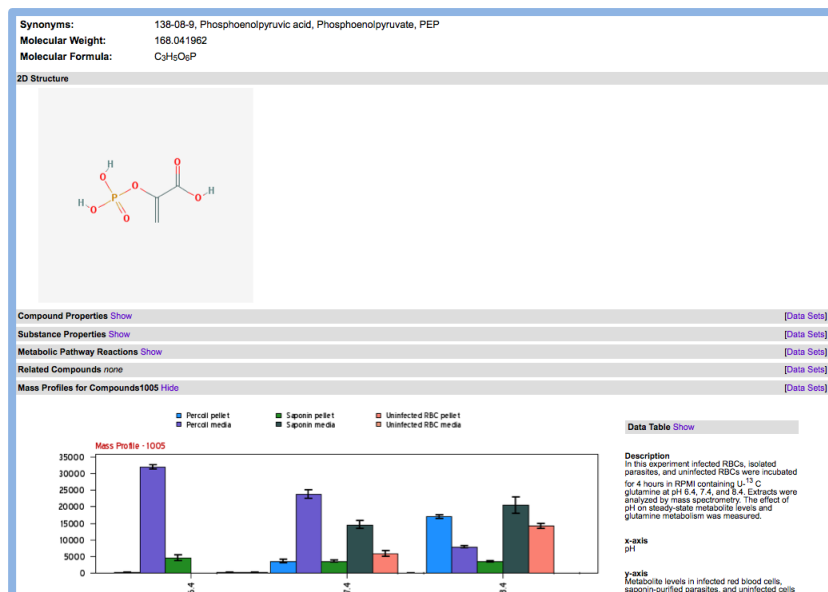 Synonyms: 138-08-9, Phosphoenolpyruvic acid, Phosphoenolpyruvate, PEP
Molecular Weight: 168.041962
Molecular Formula: C3H5O6P
2D Structure
H
O
O
O
H
O
P
O
O
H
Compound Properties Show [Data Sets]
Substance Properties Show [Data Sets]
Metabolic Pathway Reactions Show [Data Sets]
Related Compounds none [Data Sets]
Mass Profiles for Compounds1005 Hide [Data Sets]
Percoll pellet Saponin pellet Uninfected RBC pellet
Percoll media Saponin media Uninfected RBC media
Mass Profile - 1005
35000
30000
25000
20000
15000
10000
5000
0
6.4
7.4
8.4
Data Table Show
Description
In this experiment infected RBCs, isolated
parasites, and uninfected RBCs were incubated
for 4 hours in RPMI containing U-13 C
glutamine at pH 6.4, 7.4, and 8.4. Extracts were
analyzed by mass spectrometry. The effect of
pH on steady-state metabolite levels and
glutamine metabolism was measured.
x-axis
pH
y-axis
Metabolite levels in infected red blood cells,
saponin-purified parasites, and uninfected cells